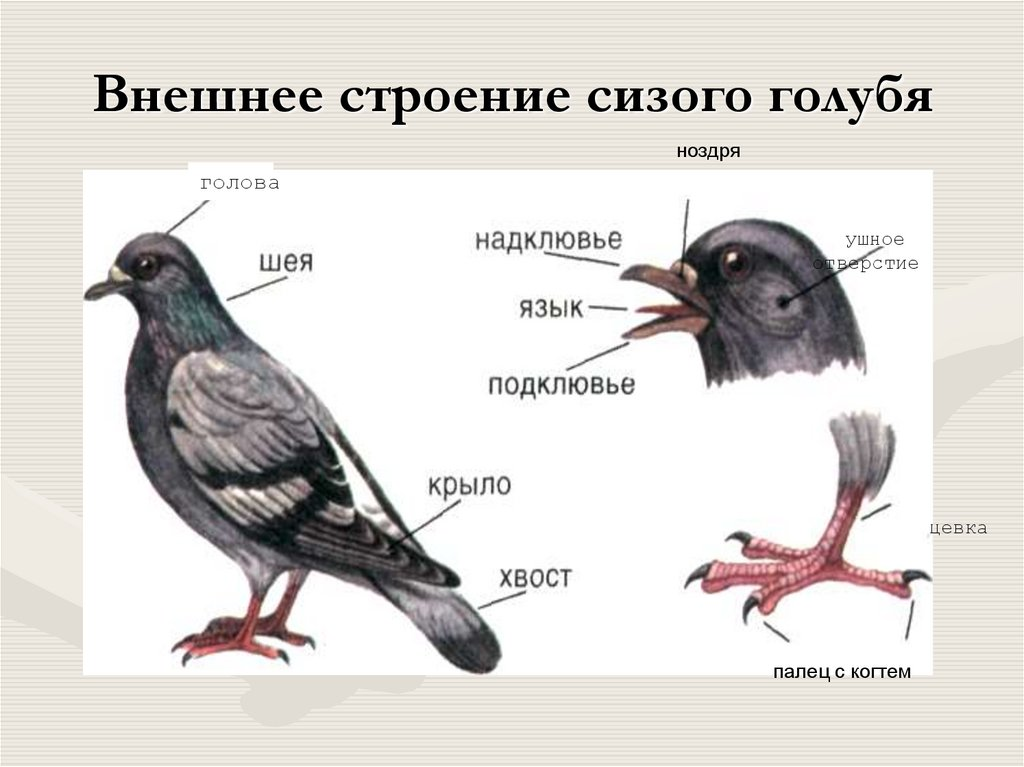 Внешнее строение сизого голубя
ноздря
голова
надклювье
ушное
отверстие
шея
язык
подклювье
крыло
цевка
хвост
палец с когтем